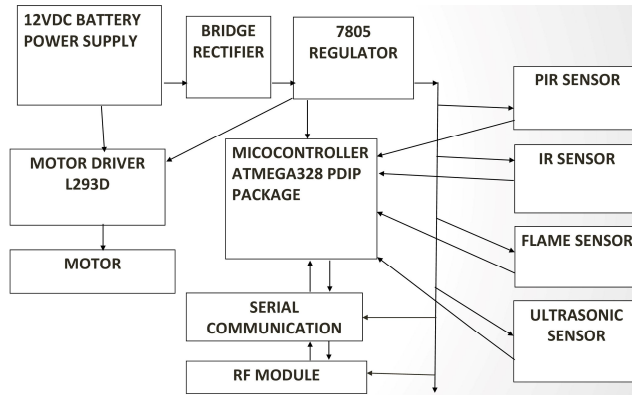 12VDC BATTERY
POWER SUPPLY
BRIDGE
RECTIFIER
7805
REGULATOR
PIR SENSOR
MOTOR DRIVER
L293D
MICOCONTROLLER
ATMEGA328 PDIP
PACKAGE
IR SENSOR
MOTOR
FLAME SENSOR
SERIAL
COMMUNICATION
ULTRASONIC
SENSOR
RF MODULE